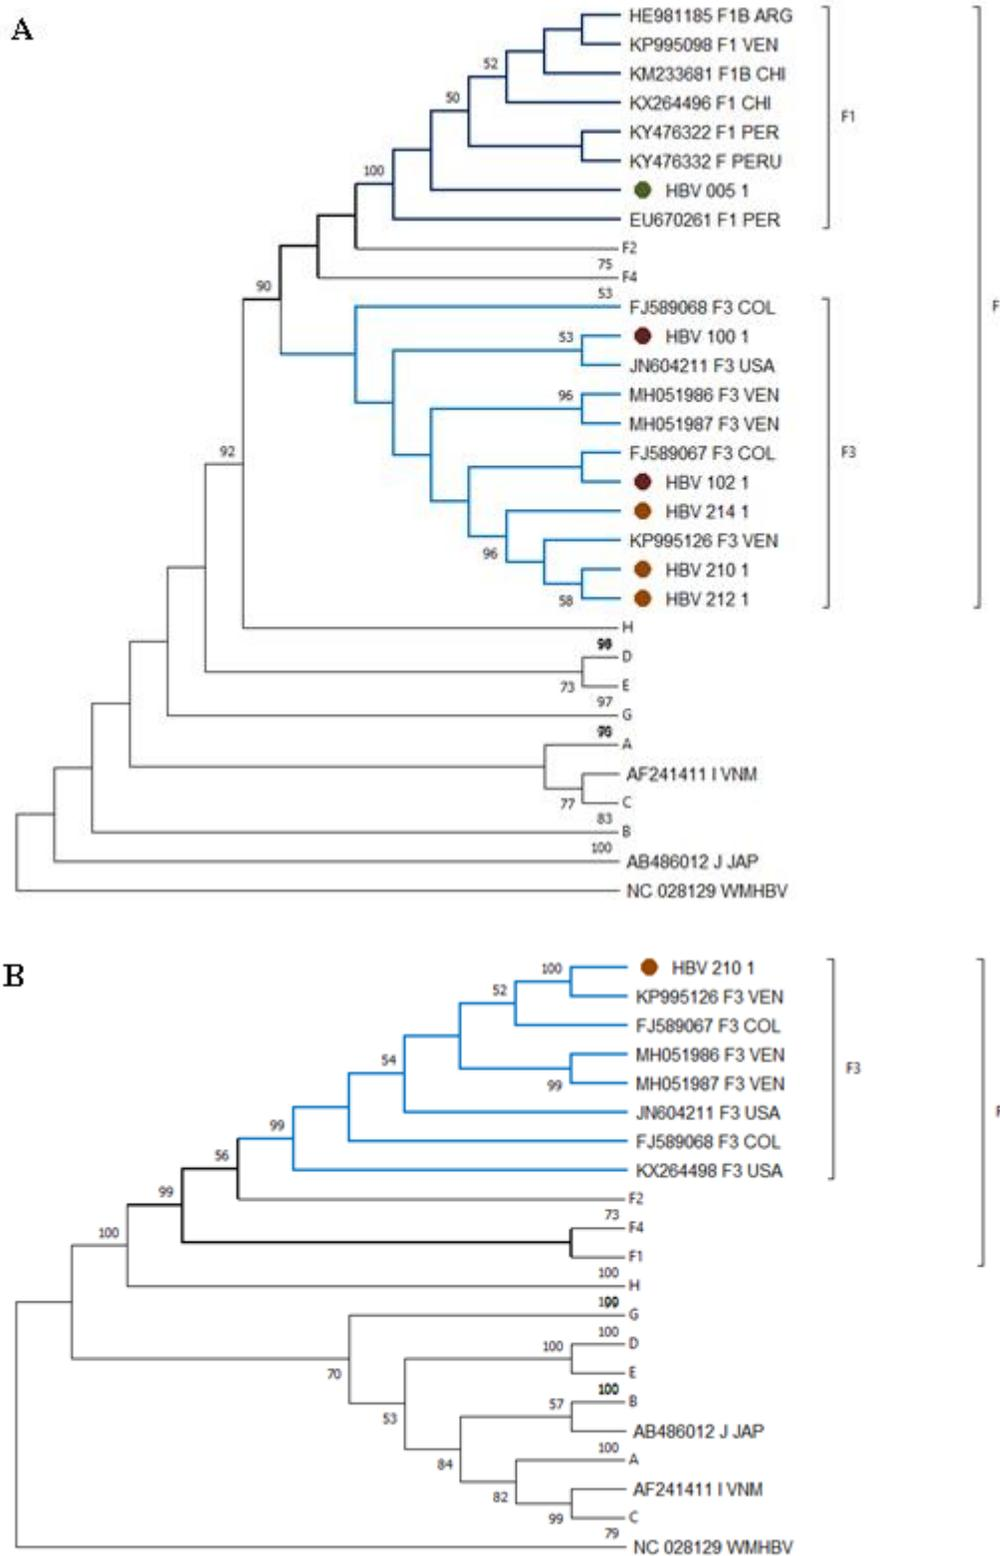 A
HE981185 F1B ARG
KP995098 F1 VEN
KM233681 F1B CHI
52
KX264496 F1 CHI
50
F1
KY476322 F1 PER
KY476332 F PERU
100
HBV 005 1
EU670261 F1 PER
F2
75
F4
90
53
FJ589068 F3 COL
F
53
HBV 100 1
JN604211 F3 USA
96
MH051986 F3 VEN
MH051987 F3 VEN
92
FJ589067 F3 COL
F3
HBV 102 1
HBV 214 1
KP995126 F3 VEN
96
HBV 210 1
58
HBV 212 1
H
D
73
E
97
G
A
AF241411 I VNM
77
C
83
B
100
AB486012 J JAP
NC 028129 WMHBV
B
100
HBV 210 1
52
KP995126 F3 VEN
FJ589067 F3 COL
54
MH051986 F3 VEN
F3
99
MH051987 F3 VEN
JN604211 F3 USA
99
FJ589068 F3 COL
56
KX264498 F3 USA
99
F2
73
F4
100
F1
100
H
G
100
D
100
70
E
100
B
57
53
AB486012 J JAP
100
A
84
AF241411 I VNM
82
99
C
79
NC 028129 WMHBV